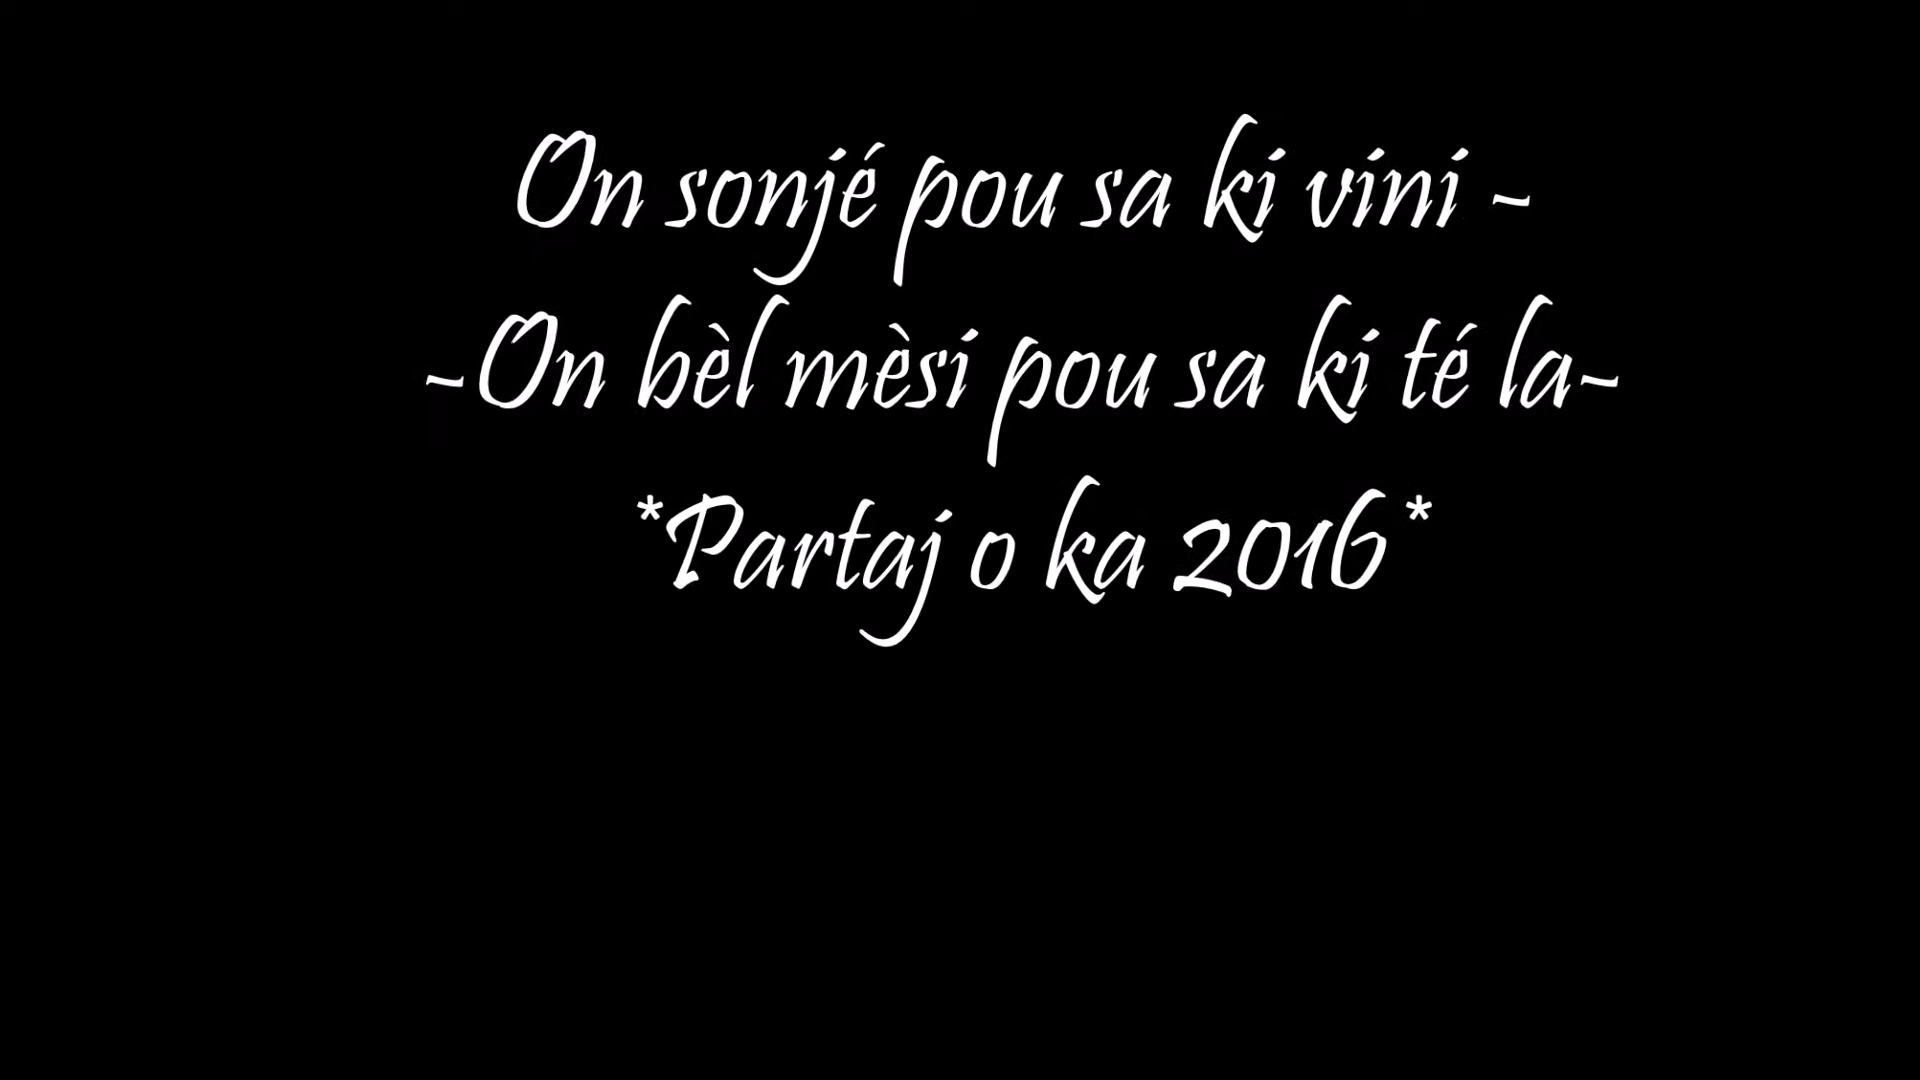 On sonjé pou sa ki vini -
-On bèl mèsi pou sa ki té la-
*Partaj o ka 2016*